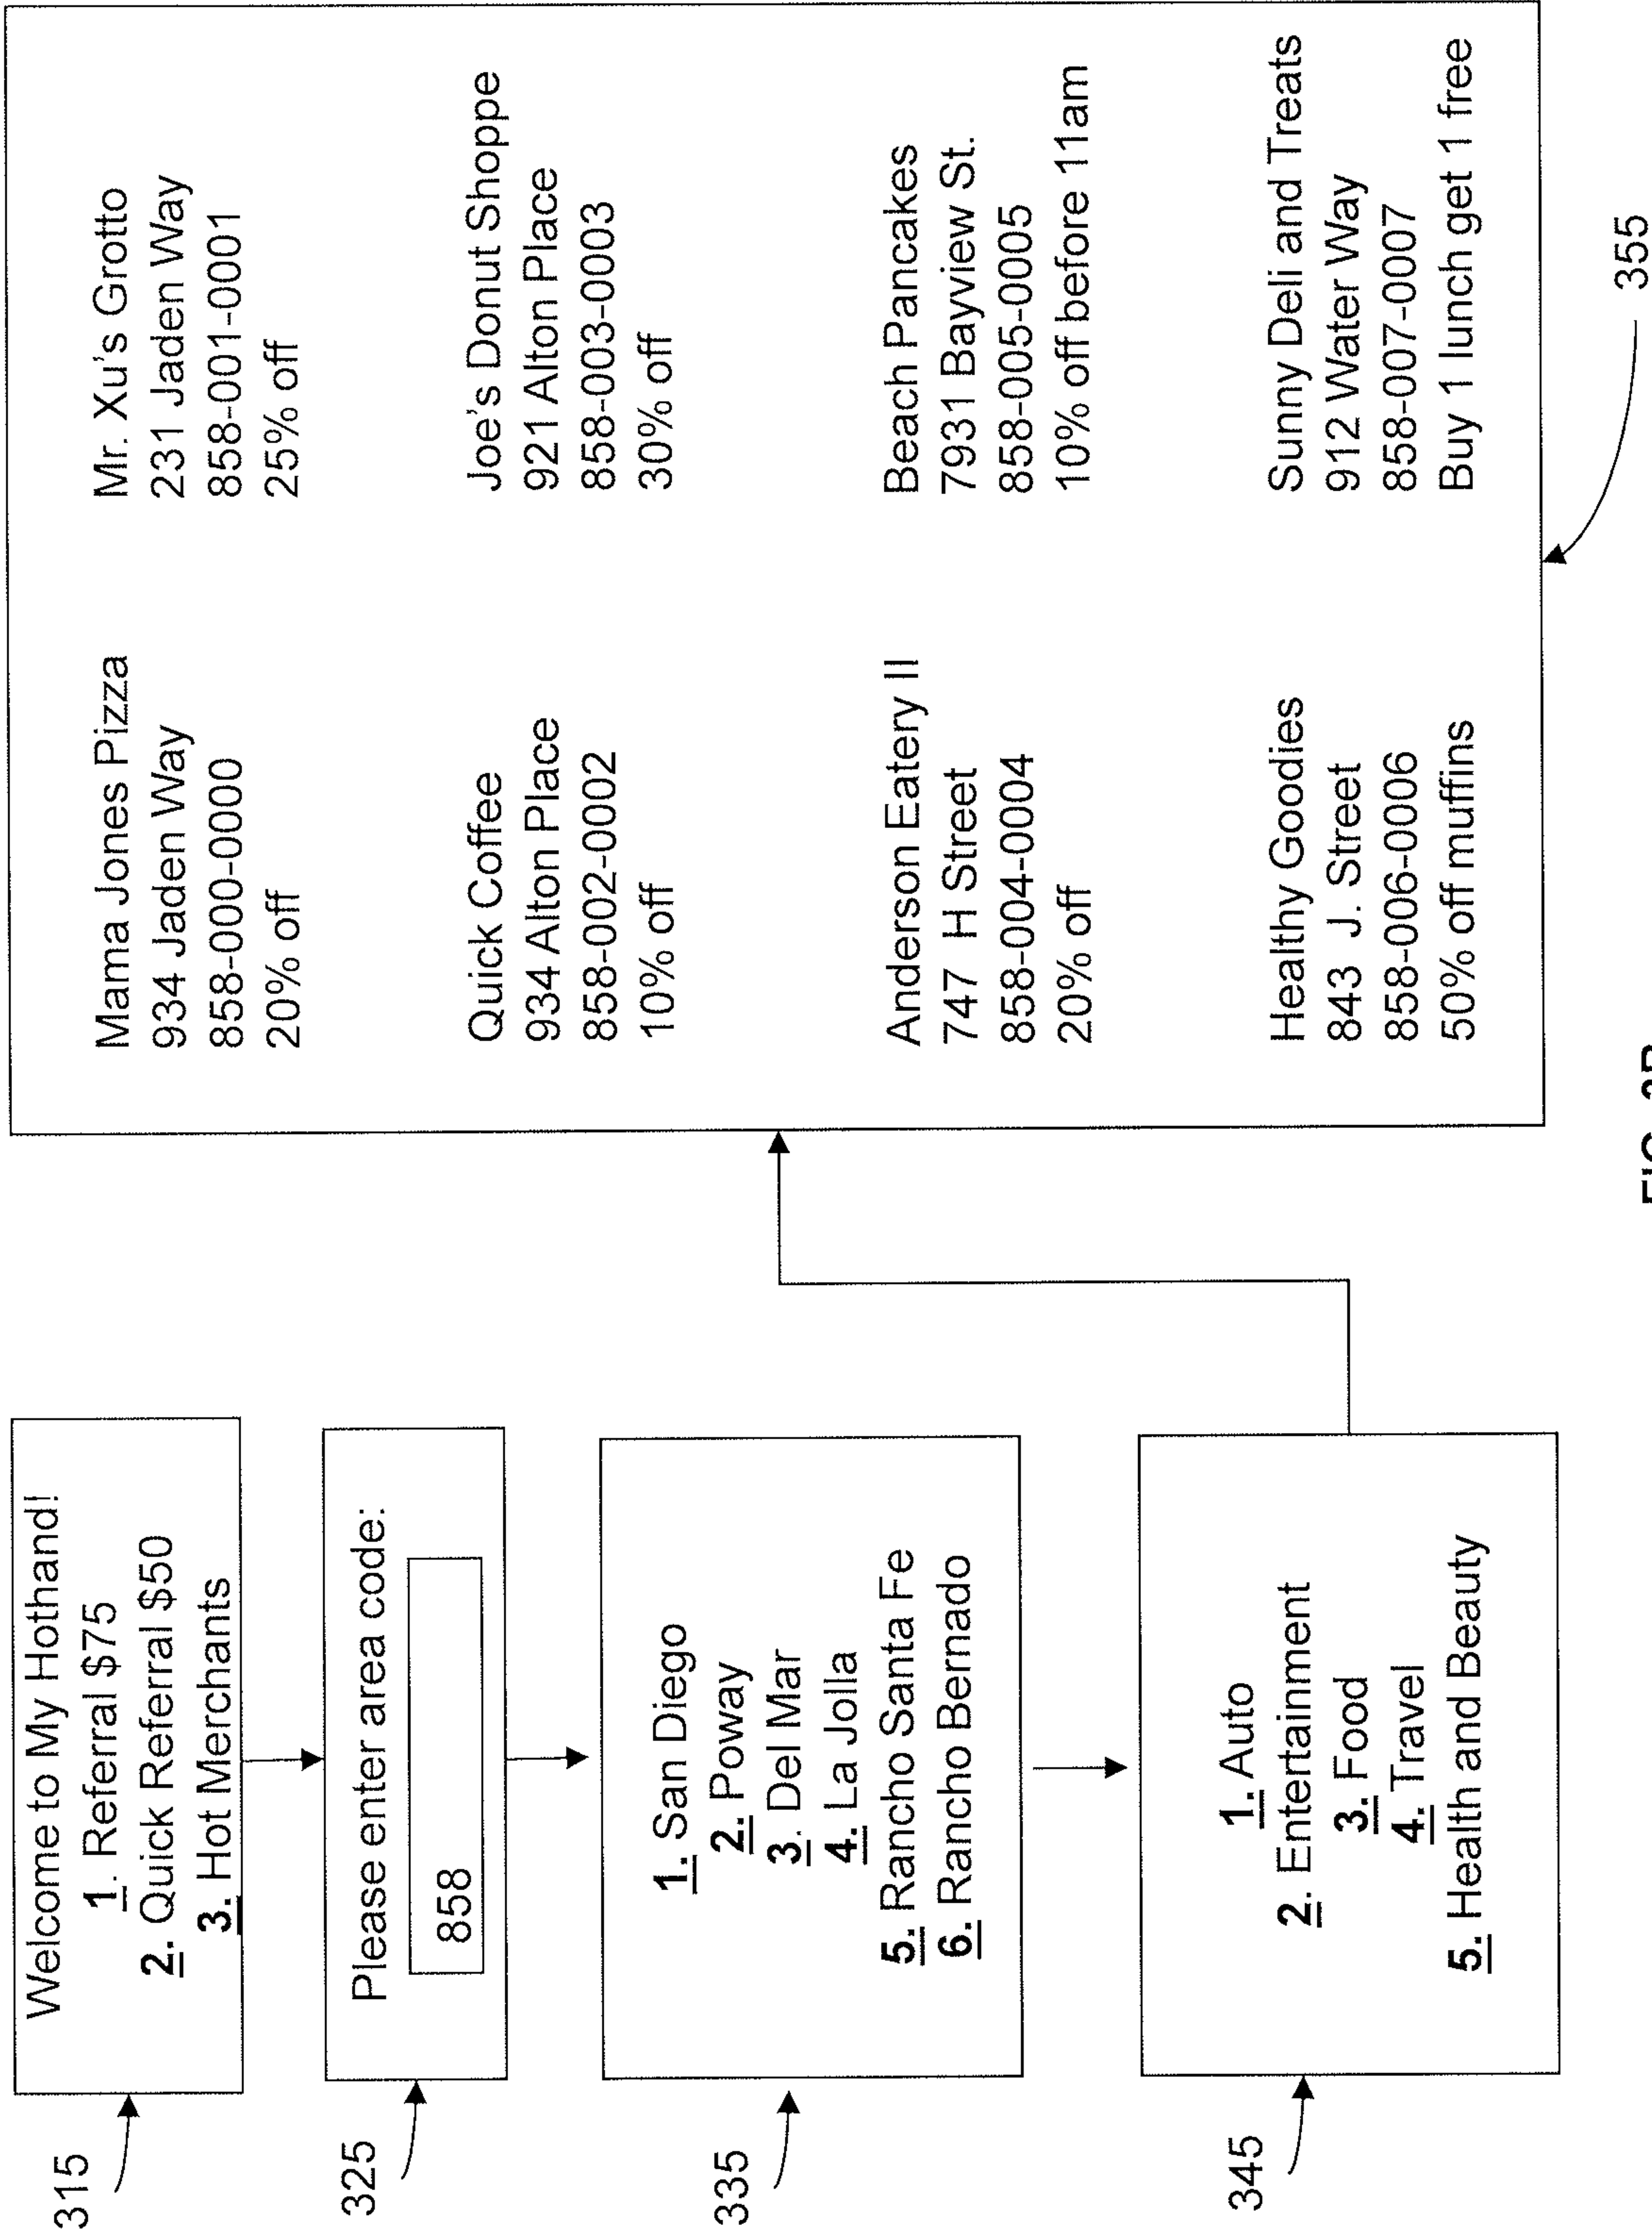 315
Welcome to My Hothand!
1. Referral $75
2. Quick Referral $50
3. Hot Merchants
325
Please enter area code:
858
335
1. San Diego
2. Poway
3. Del Mar
4. La Jolla
5. Rancho Santa Fe
6. Rancho Bernado
345
1. Auto
2. Entertainment
3. Food
4. Travel
5. Health and Beauty
Mama Jones Pizza
934 Jaden Way
858-000-0000
20% off
Mr. Xu's Grotto
231 Jaden Way
858-001-0001
25% off
Quick Coffee
934 Alton Place
858-002-0002
10% off
Joe's Donut Shoppe
921 Alton Place
858-003-0003
30% off
Anderson Eatery II
747 H Street
858-004-0004
20% off
Beach Pancakes
7931 Bayview St.
858-005-0005
10% off before 11am
Healthy Goodies
843 J. Street
858-006-0006
50% off muffins
Sunny Deli and Treats
912 Water Way
858-007-0007
Buy 1 lunch get 1 free
355